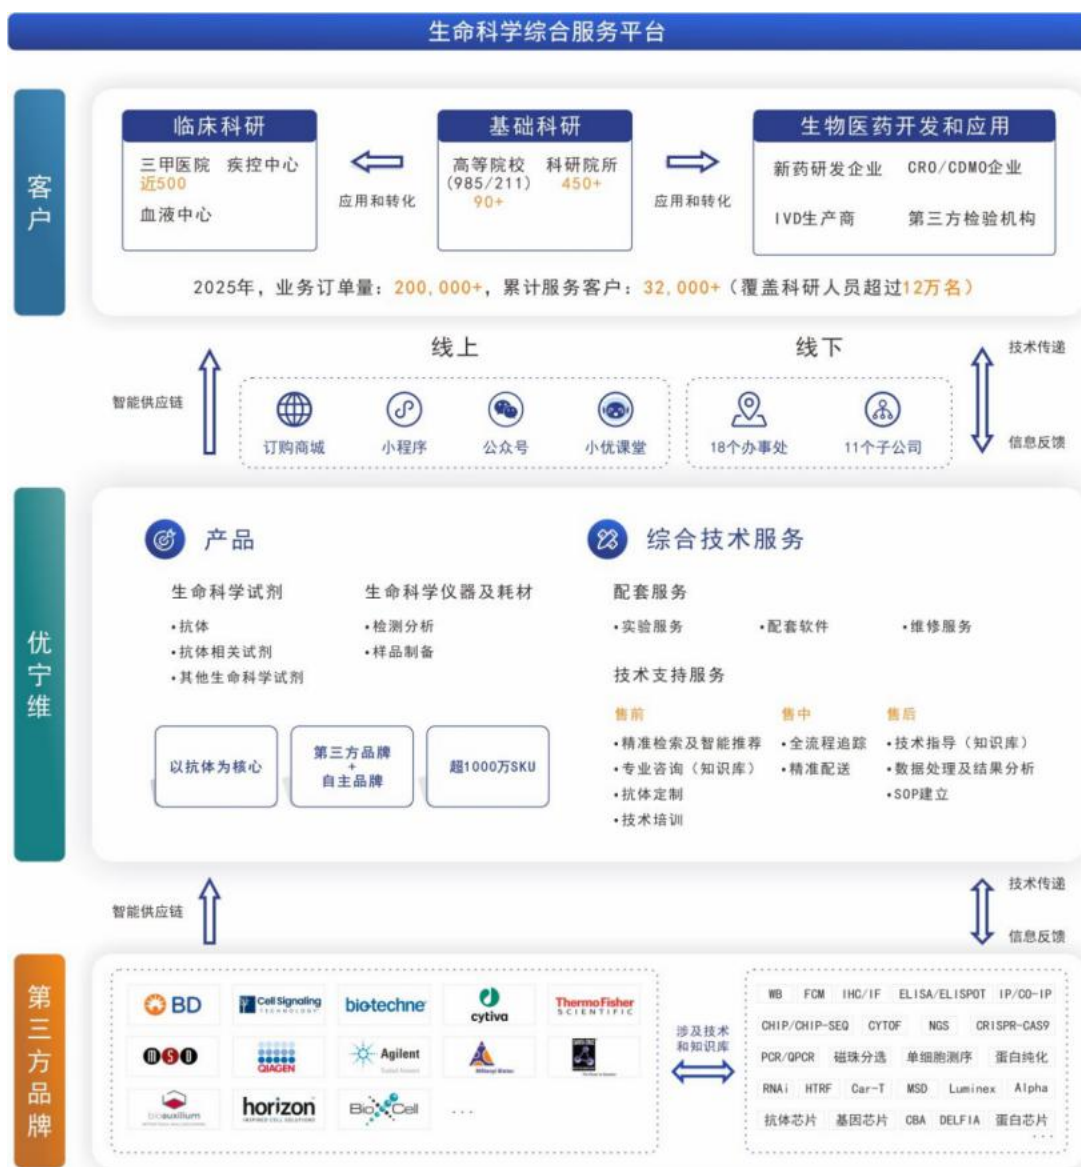 生命科学综合服务平台
客户
临床科研
三甲医院 疾控中心
近500
血液中心
应用和转化
基础科研
高等院校 科研院所
(985/211) 450+
90+
应用和转化
生物医药开发和应用
新药研发企业 CRO/CDMO企业
IVD生产商 第三方检验机构
2025年，业务订单量：200,000+，累计服务客户：32,000+（覆盖科研人员超过12万名）
智能供应链
线上
订购商城 小程序 公众号 小优课堂
线下
18个办事处 11个子公司
技术传递
信息反馈
优宁维
产品
生命科学试剂
•抗体
•抗体相关试剂
•其他生命科学试剂
生命科学仪器及耗材
•检测分析
•样品制备
以抗体为核心
第三方品牌
+
自主品牌
超1000万SKU
综合技术服务
配套服务
•实验服务 •配套软件 •维修服务
技术支持服务
售前
•精准检索及智能推荐
•专业咨询（知识库）
•抗体定制
•技术培训
售中
•全流程追踪
•精准配送
售后
•技术指导（知识库）
•数据处理及结果分析
•SOP建立
智能供应链
技术传递
信息反馈
第三方品牌
BD
Cell Signaling
TECHNOLOGY
bio-techne
cytiva
ThermoFisher
SCIENTIFIC
MSD
QIAGEN
Agilent
Trusted Answers
Miltenyi Biotec
bioauxilium
horizon
INSPIRED CELL SOLUTIONS
BioXCell
...
涉及技术
和知识库
WB FCM IHC/IF ELISA/ELISPOT IP/CO-IP
CHIP/CHIP-SEQ CYTOF NGS CRISPR-CAS9
PCR/QPCR 磁珠分选 单细胞测序 蛋白纯化
RNAi HTRF Car-T MSD Luminex Alpha
抗体芯片 基因芯片 CBA DELFIA 蛋白芯片
...